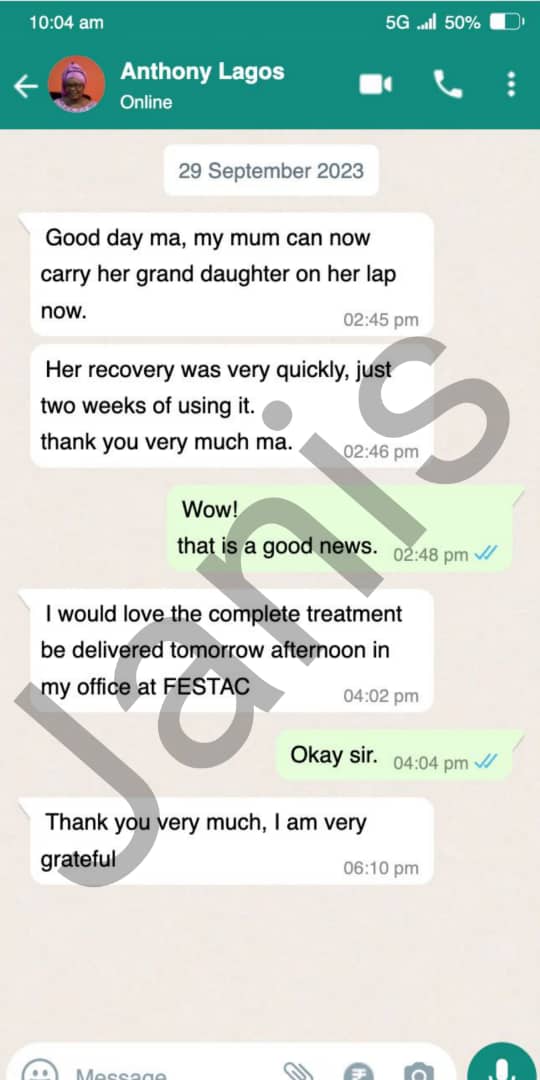 10:04 am 5G 50%
Anthony Lagos
Online
29 September 2023
Good day ma, my mum can now
carry her grand daughter on her lap
now.
02:45 pm
Her recovery was very quickly, just
two weeks of using it.
thank you very much ma.
02:46 pm
Wow!
that is a good news. 02:48 pm
I would love the complete treatment
be delivered tomorrow afternoon in
my office at FESTAC
04:02 pm
Okay sir. 04:04 pm
Thank you very much, I am very
grateful
06:10 pm
Janis
Message
₹